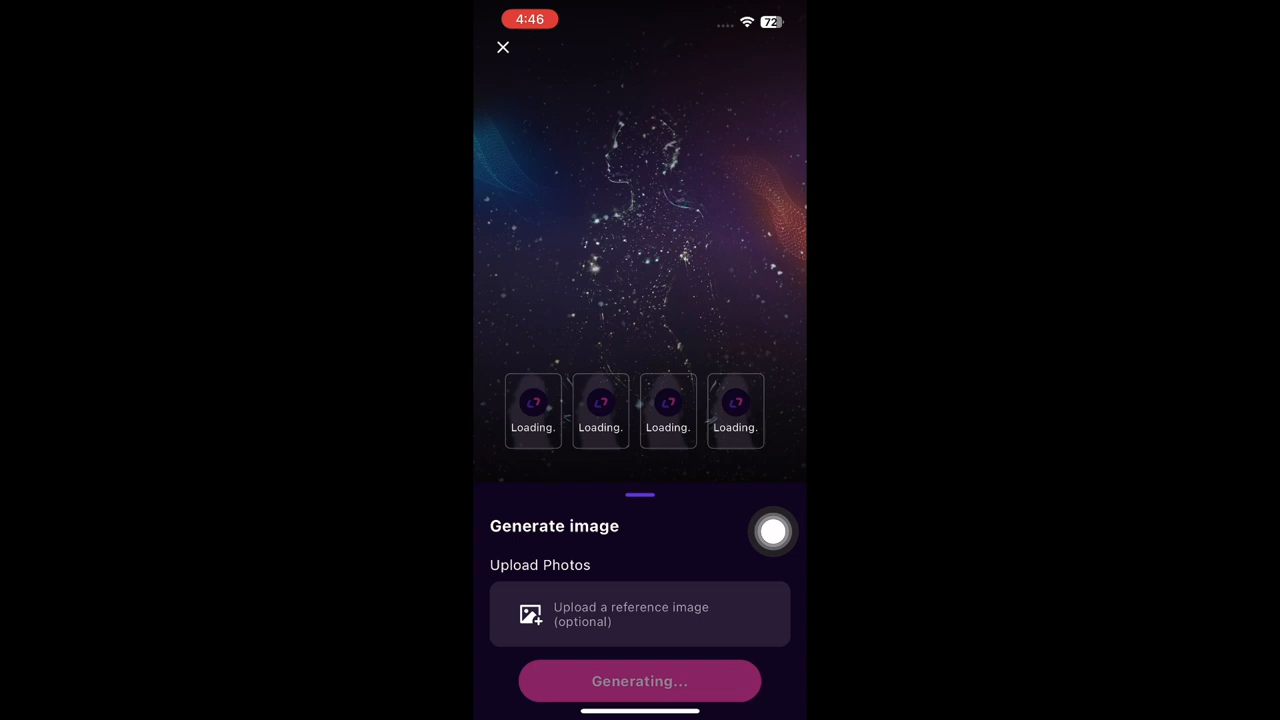 4:46
72
Loading.
Loading.
Loading.
Loading.
Generate image
Upload Photos
Upload a reference image
(optional)
Generating...